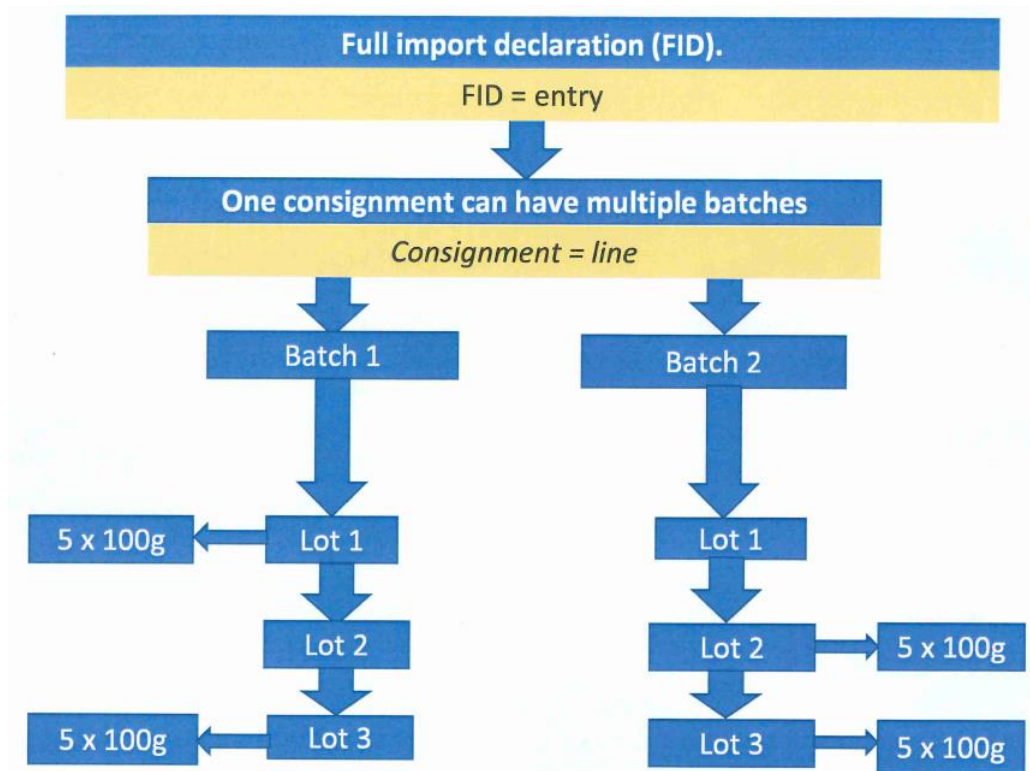 Full import declaration (FID).
FID = entry
One consignment can have multiple batches
Consignment = line
Batch 1
Batch 2
5 x 100g
Lot 1
Lot 1
Lot 2
Lot 2
5 x 100g
5 x 100g
Lot 3
Lot 3
5 x 100g